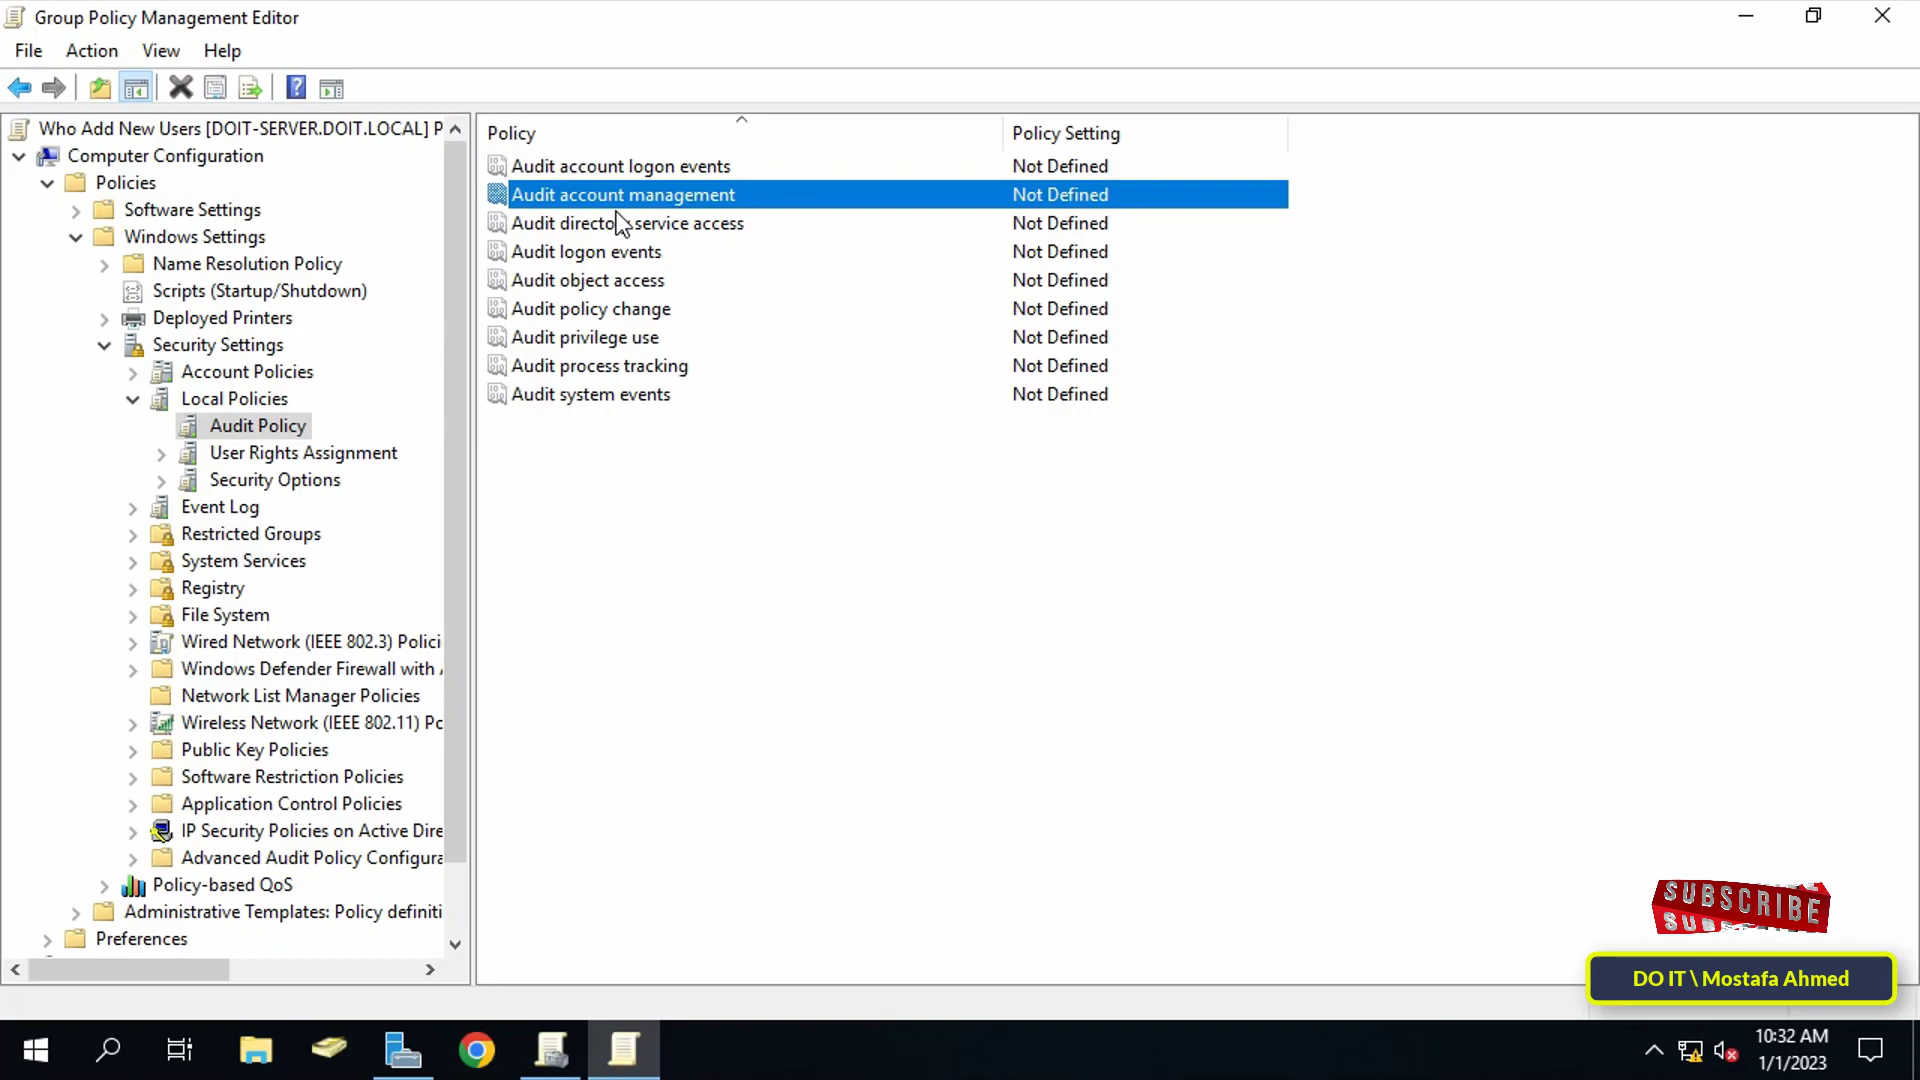 Group Policy Management Editor
File Action View Help
Who Add New Users [DOIT-SERVER.DOIT.LOCAL] P
Computer Configuration
Policies
Software Settings
Windows Settings
Name Resolution Policy
Scripts (Startup/Shutdown)
Deployed Printers
Security Settings
Account Policies
Local Policies
Audit Policy
User Rights Assignment
Security Options
Event Log
Restricted Groups
System Services
Registry
File System
Wired Network (IEEE 802.3) Polici
Windows Defender Firewall with
Network List Manager Policies
Wireless Network (IEEE 802.11) Pc
Public Key Policies
Software Restriction Policies
Application Control Policies
IP Security Policies on Active Dire
Advanced Audit Policy Configura
Policy-based QoS
Administrative Templates: Policy definiti
Preferences
Policy Policy Setting
Audit account logon events Not Defined
Audit account management Not Defined
Audit directory service access Not Defined
Audit logon events Not Defined
Audit object access Not Defined
Audit policy change Not Defined
Audit privilege use Not Defined
Audit process tracking Not Defined
Audit system events Not Defined
SUBSCRIBE
DO IT \ Mostafa Ahmed
10:32 AM
1/1/2023